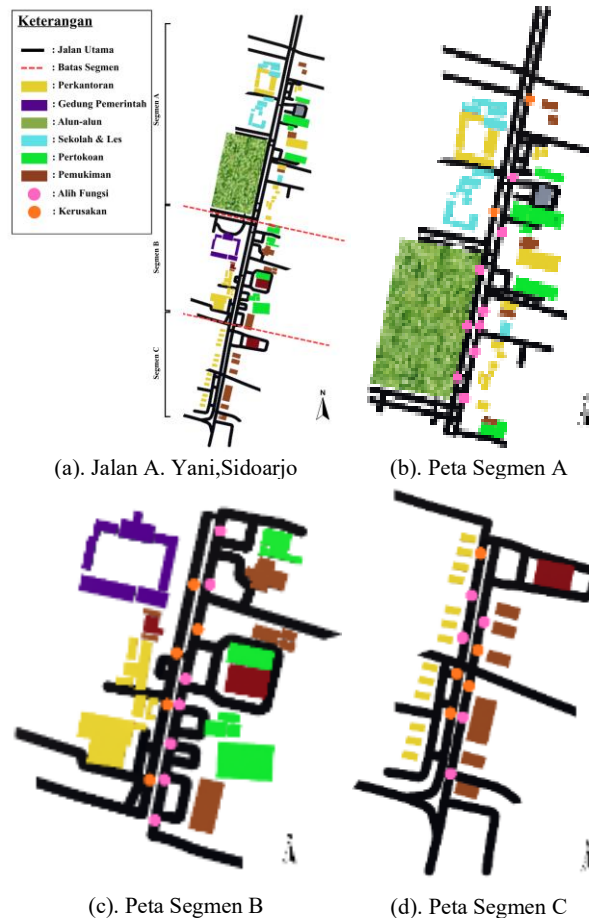 Keterangan
: Jalan Utama
: Batas Segmen
: Perkantoran
: Gedung Pemerintah
: Alun-alun
: Sekolah & Les
: Pertokoan
: Pemukiman
: Alih Fungsi
: Kerusakan
Segmen A
Segmen B
Segmen C
N
(a). Jalan A. Yani,Sidoarjo
(b). Peta Segmen A
(c). Peta Segmen B
(d). Peta Segmen C